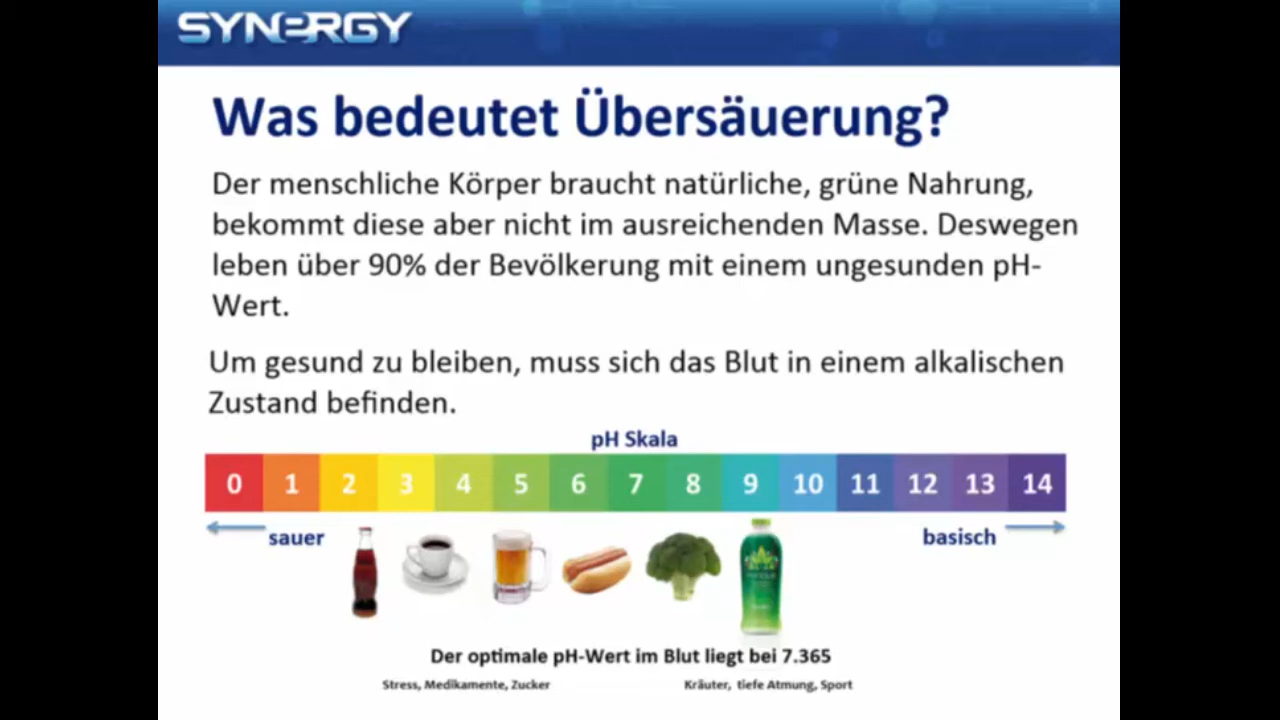 SYNERGY
Was bedeutet Übersäuerung?
Der menschliche Körper braucht natürliche, grüne Nahrung,
bekommt diese aber nicht im ausreichenden Masse. Deswegen
leben über 90% der Bevölkerung mit einem ungesunden pH-
Wert.
Um gesund zu bleiben, muss sich das Blut in einem alkalischen
Zustand befinden.
pH Skala
0 1 2 3 4 5 6 7 8 9 10 11 12 13 14
sauer basisch
Der optimale pH-Wert im Blut liegt bei 7.365
Stress, Medikamente, Zucker Kräuter, tiefe Atmung, Sport